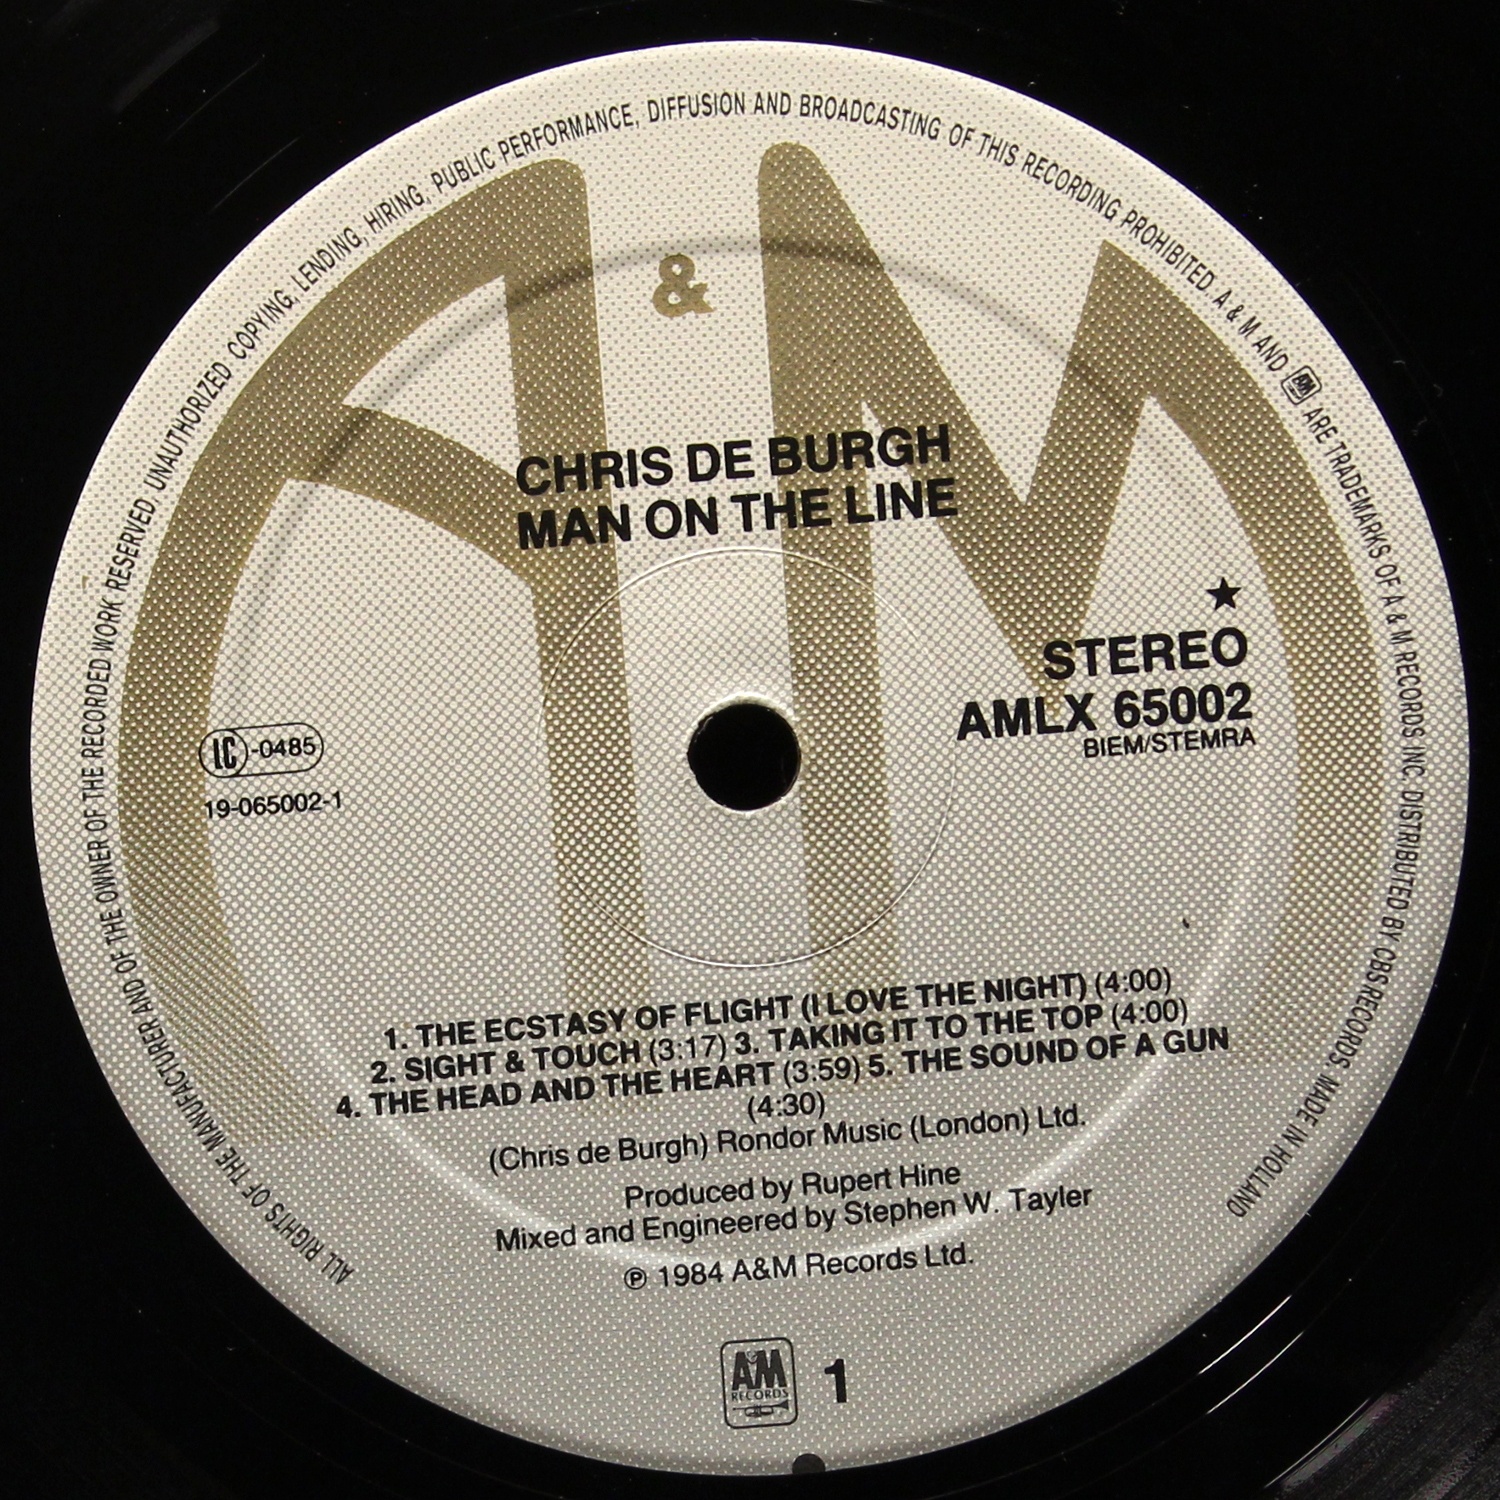 ALL RIGHTS OF THE MANUFACTURER AND OF THE OWNER OF THE RECORDED WORK RESERVED UNAUTHORIZED COPYING, LENDING, HIRING, PUBLIC PERFORMANCE, DIFFUSION AND BROADCASTING OF THIS RECORDING PROHIBITED. A & M AND AM ARE TRADEMARKS OF A & M RECORDS INC. DISTRIBUTED BY CBS RECORDS. MADE IN HOLLAND
A & M
CHRIS DE BURGH
MAN ON THE LINE
★
STEREO
AMLX 65002
BIEM/STEMRA
LC -0485
19-065002-1
1. THE ECSTASY OF FLIGHT (I LOVE THE NIGHT) (4:00)
2. SIGHT & TOUCH (3:17) 3. TAKING IT TO THE TOP (4:00)
4. THE HEAD AND THE HEART (3:59) 5. THE SOUND OF A GUN
(4:30)
(Chris de Burgh) Rondor Music (London) Ltd.
Produced by Rupert Hine
Mixed and Engineered by Stephen W. Tayler
℗ 1984 A&M Records Ltd.
AM
RECORDS
1